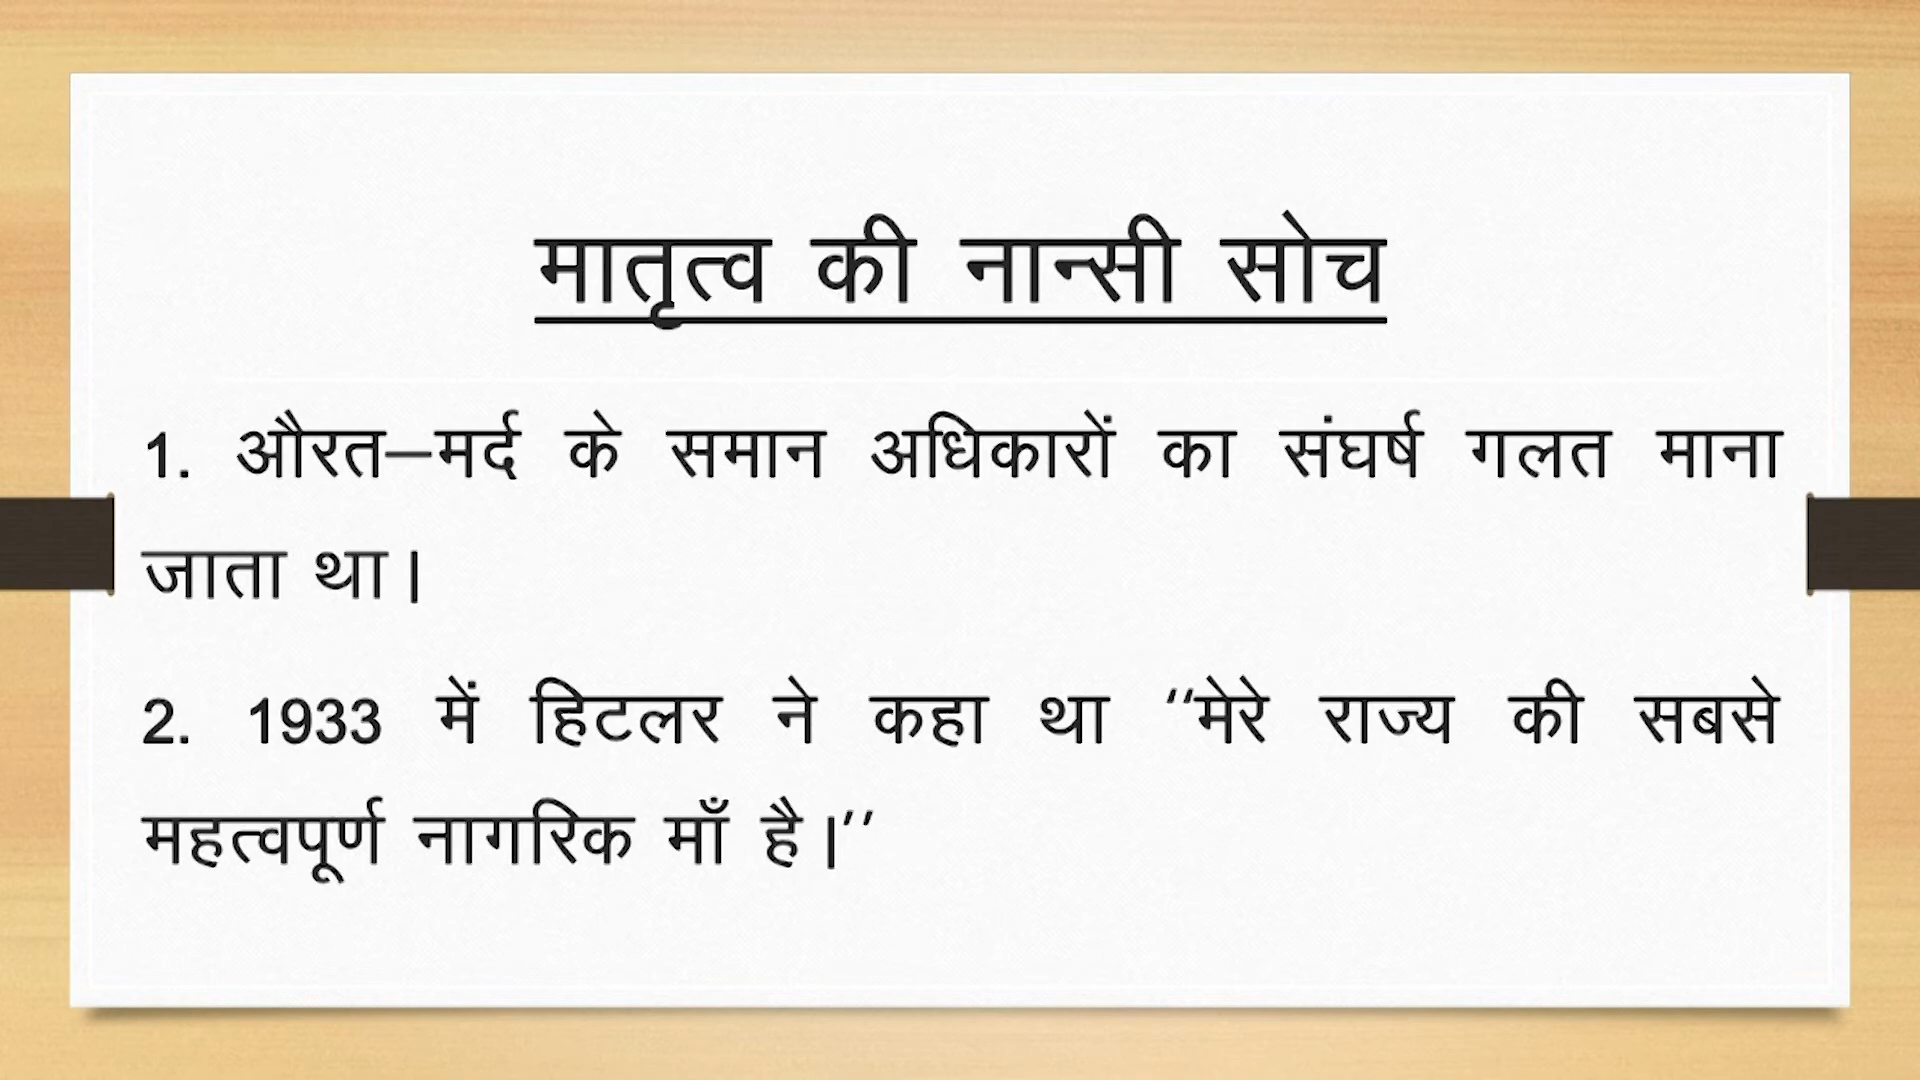 मातृत्व की नान्सी सोच
1. औरत–मर्द के समान अधिकारों का संघर्ष गलत माना
जाता था।
2. 1933 में हिटलर ने कहा था ‘‘मेरे राज्य की सबसे
महत्वपूर्ण नागरिक माँ है।’’